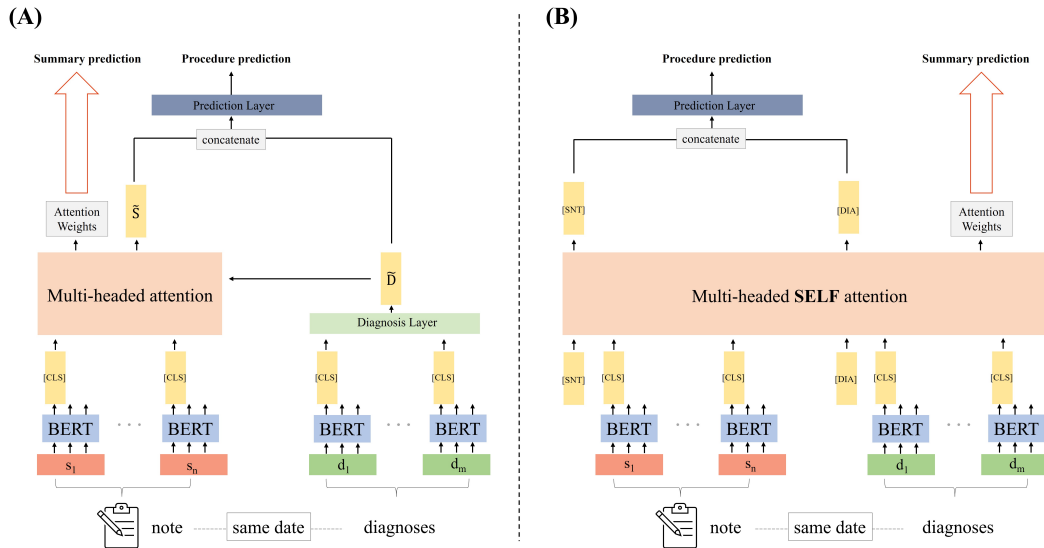 (A)
Summary prediction
Procedure prediction
Prediction Layer
concatenate
S̃
Attention
Weights
D̃
Multi-headed attention
Diagnosis Layer
[CLS]
[CLS]
[CLS]
[CLS]
BERT
. . .
BERT
BERT
. . .
BERT
s1
sn
d1
dm
note
same date
diagnoses
(B)
Procedure prediction
Summary prediction
Prediction Layer
concatenate
[SNT]
[DIA]
Attention
Weights
Multi-headed SELF attention
[SNT]
[CLS]
[CLS]
[DIA]
[CLS]
[CLS]
BERT
. . .
BERT
BERT
. . .
BERT
s1
sn
d1
dm
note
same date
diagnoses